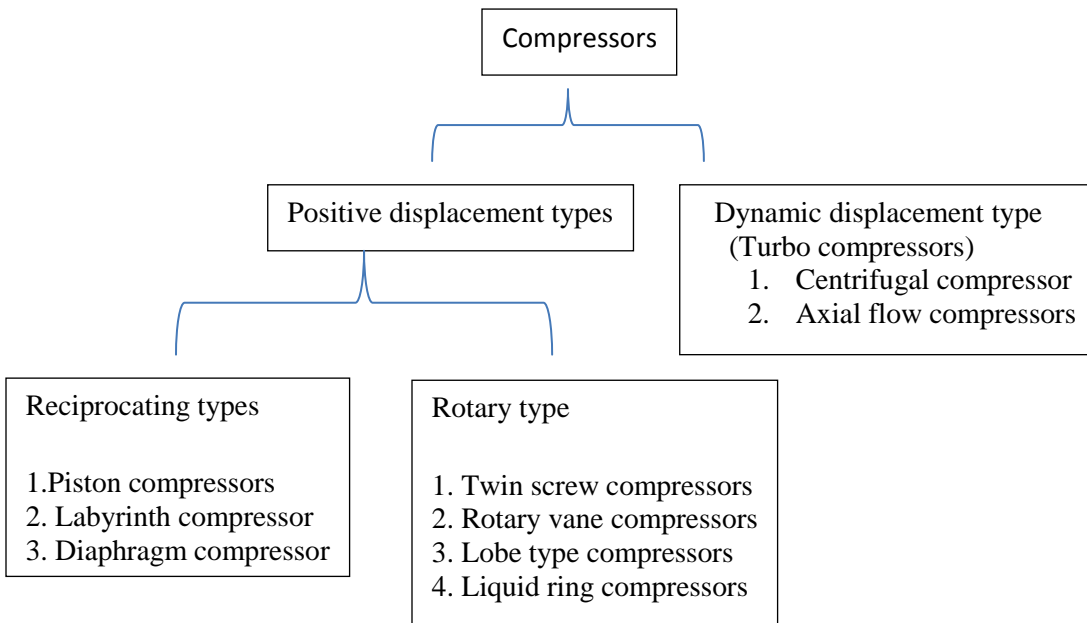 Compressors
Positive displacement types
Dynamic displacement type
(Turbo compressors)
1. Centrifugal compressor
2. Axial flow compressors
Reciprocating types
1.Piston compressors
2. Labyrinth compressor
3. Diaphragm compressor
Rotary type
1. Twin screw compressors
2. Rotary vane compressors
3. Lobe type compressors
4. Liquid ring compressors